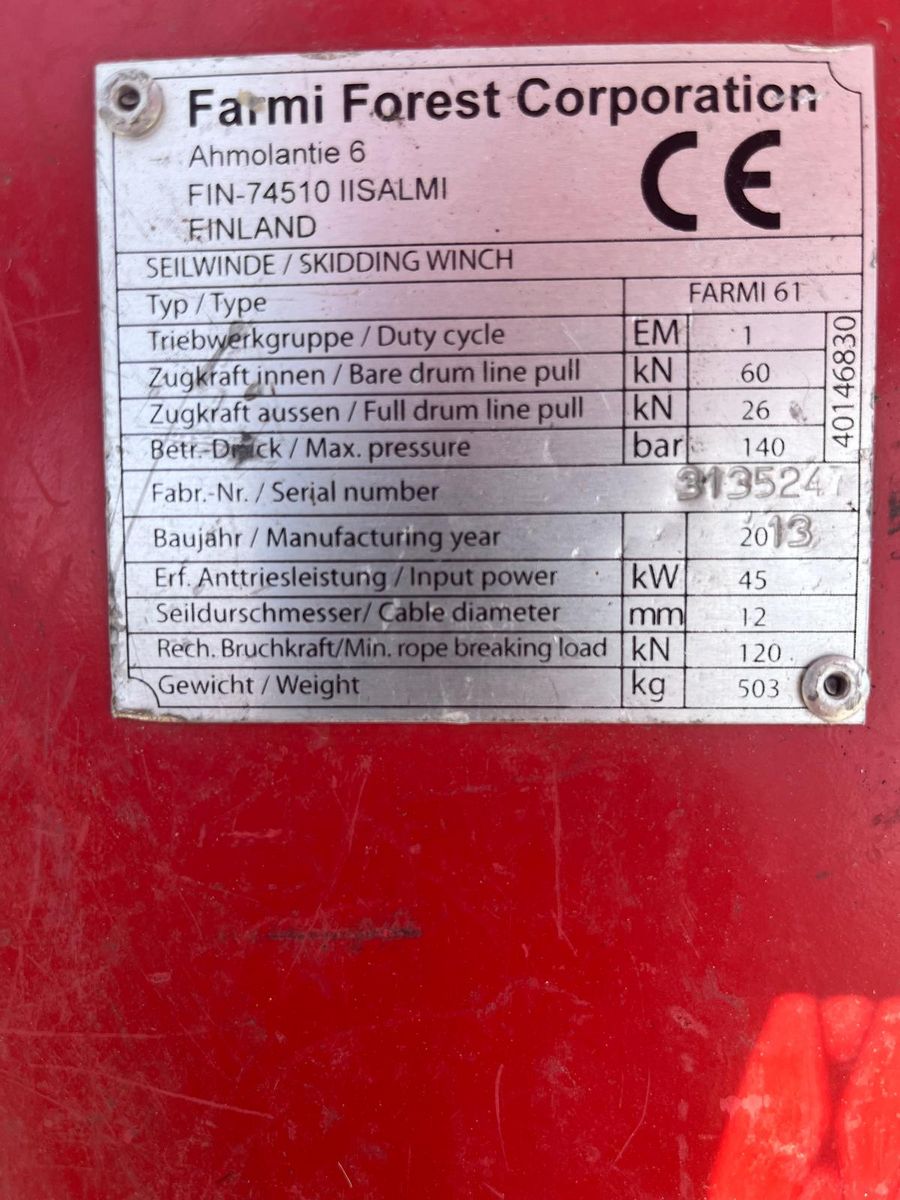 Farmi Forest Corporation
Ahmolantie 6
FIN-74510 IISALMI
FINLAND
CE
SEILWINDE / SKIDDING WINCH
Typ / Type FARMI 61
Triebwerkgruppe / Duty cycle EM 1
Zugkraft innen / Bare drum line pull kN 60
Zugkraft aussen / Full drum line pull kN 26
Betr.-Druck / Max. pressure bar 140
40146830
Fabr.-Nr. / Serial number 3135247
Baujahr / Manufacturing year 2013
Erf. Anttriesleistung / Input power kW 45
Seildurschmesser/ Cable diameter mm 12
Rech. Bruchkraft/Min. rope breaking load kN 120
Gewicht / Weight kg 503